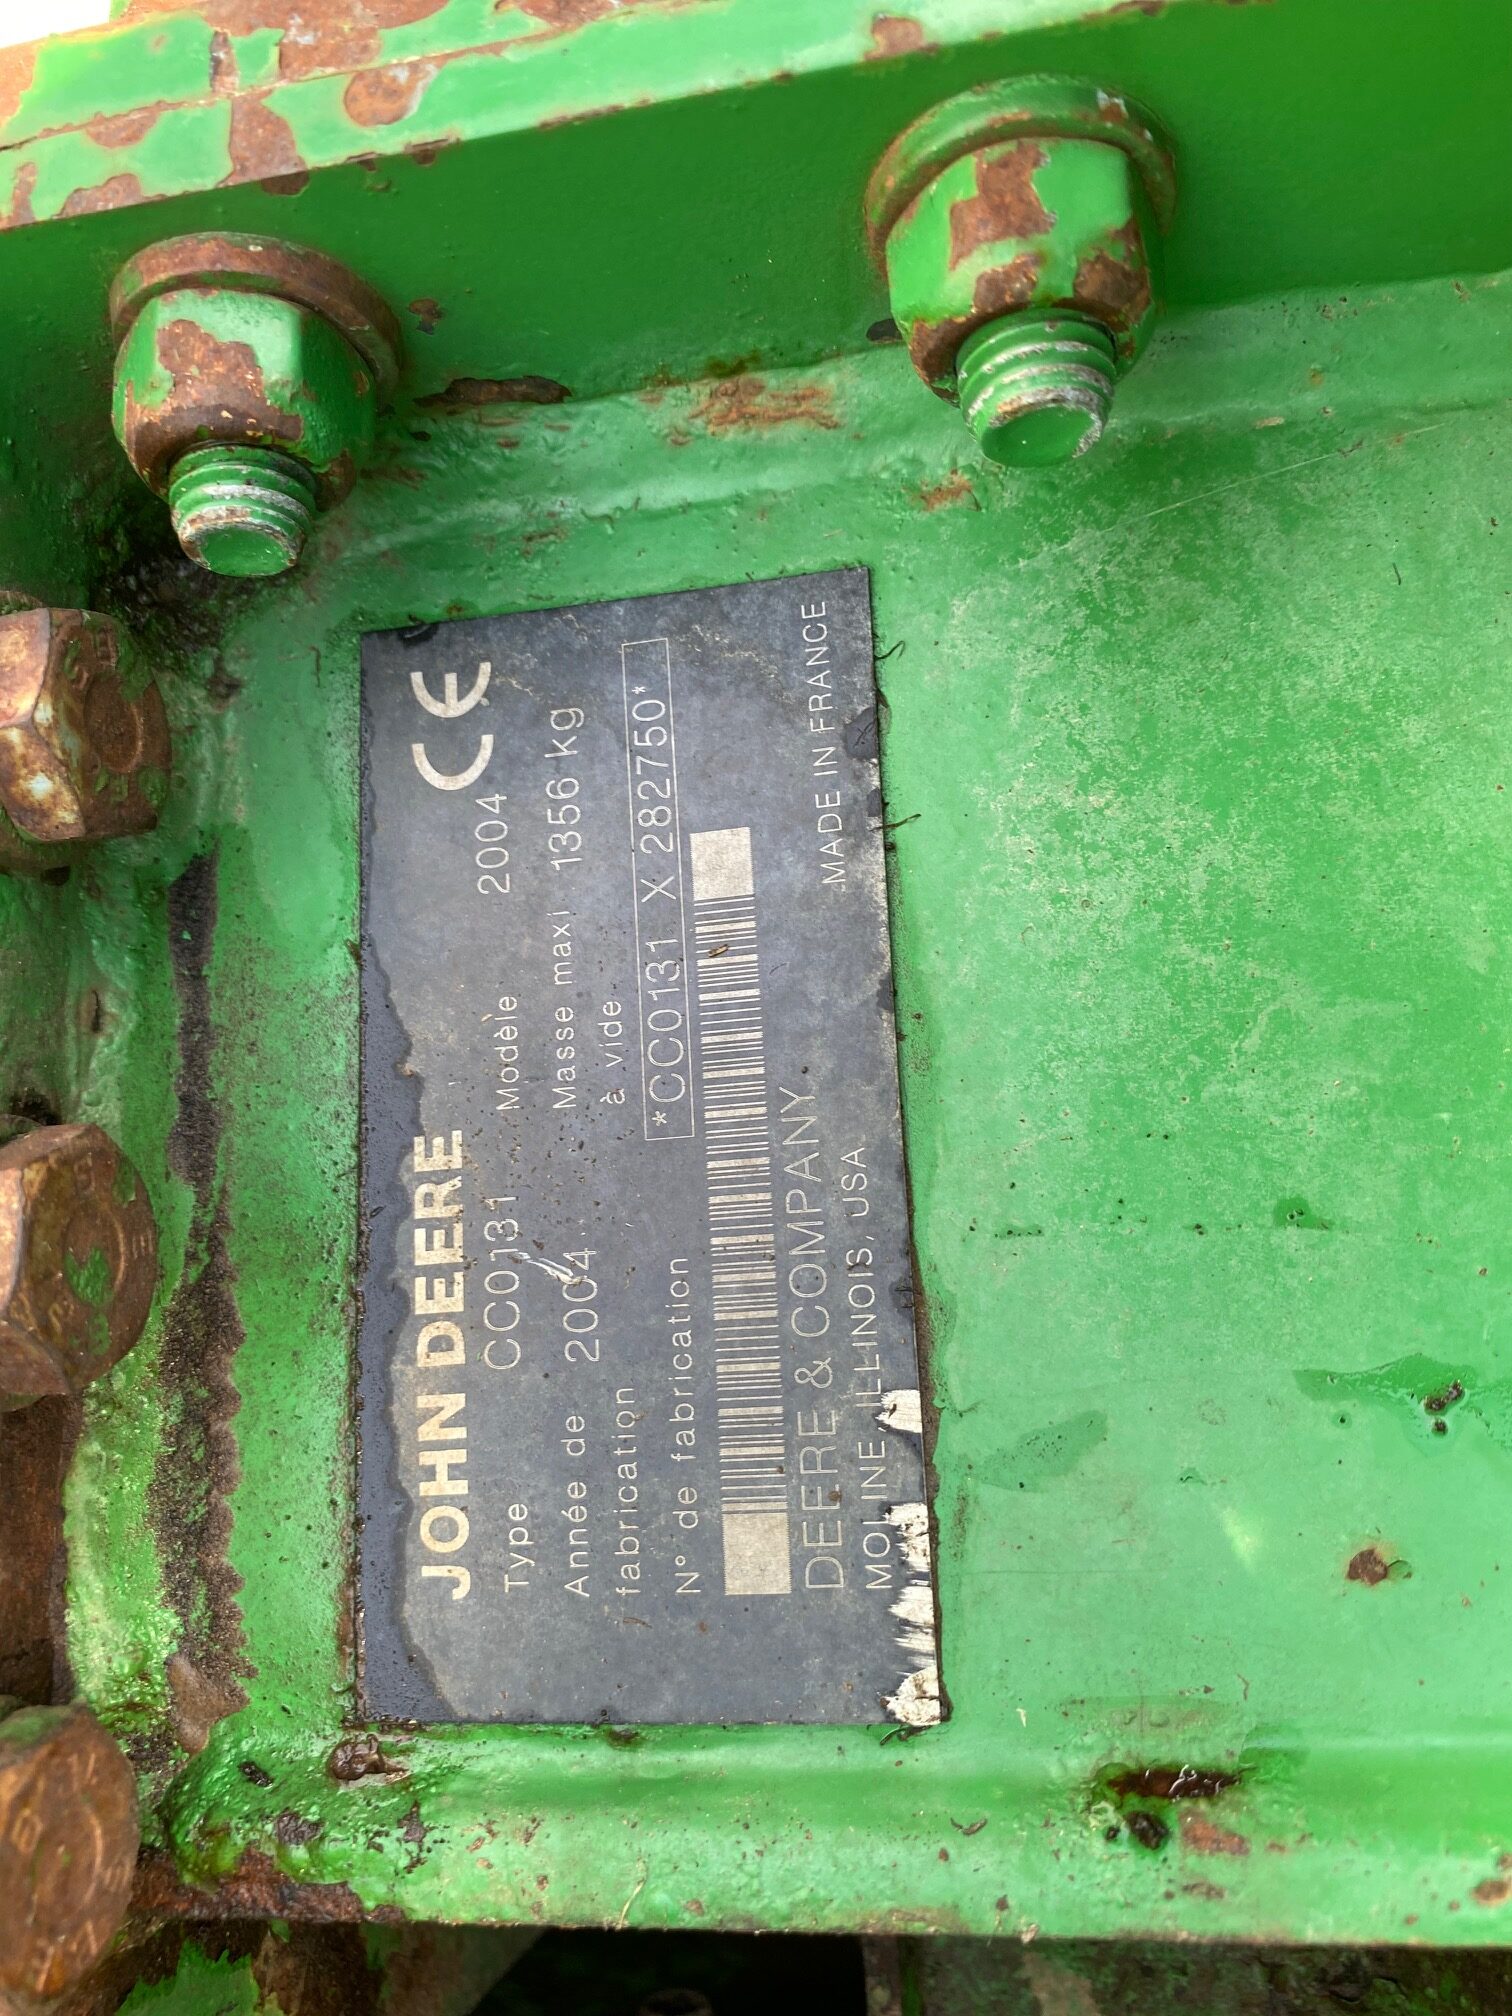 JOHN DEERE CE
Type CC0131 Modèle 2004
Année de fabrication 2004 Masse maxi à vide 1356 kg
N° de fabrication *CC0131 X 282750*
DEERE & COMPANY
MOLINE, ILLINOIS, USA MADE IN FRANCE